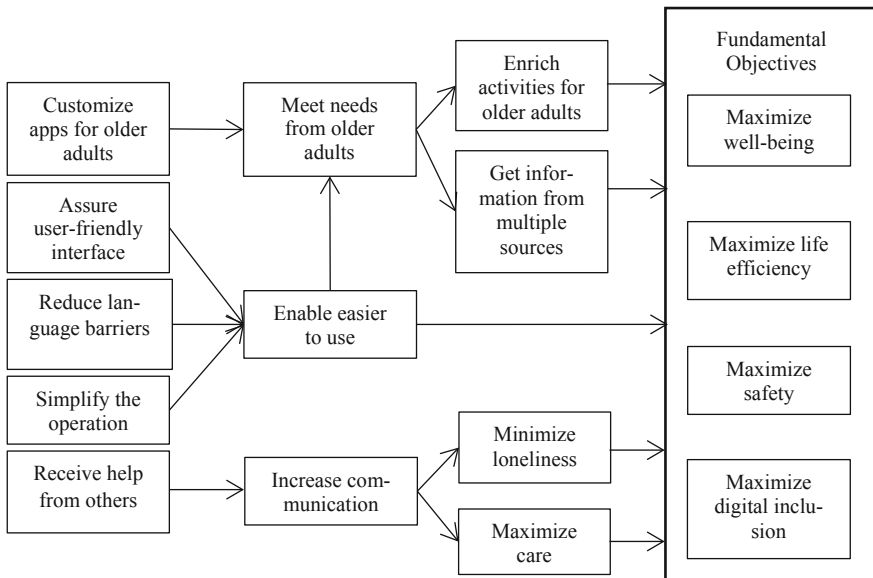 Customize
apps for older
adults
Assure
user-friendly
interface
Reduce lan-
guage barriers
Simplify the
operation
Receive help
from others
Meet needs
from older
adults
Enable easier
to use
Increase com-
munication
Enrich
activities for
older adults
Get infor-
mation from
multiple
sources
Minimize
loneliness
Maximize
care
Fundamental
Objectives
Maximize
well-being
Maximize life
efficiency
Maximize
safety
Maximize
digital inclu-
sion